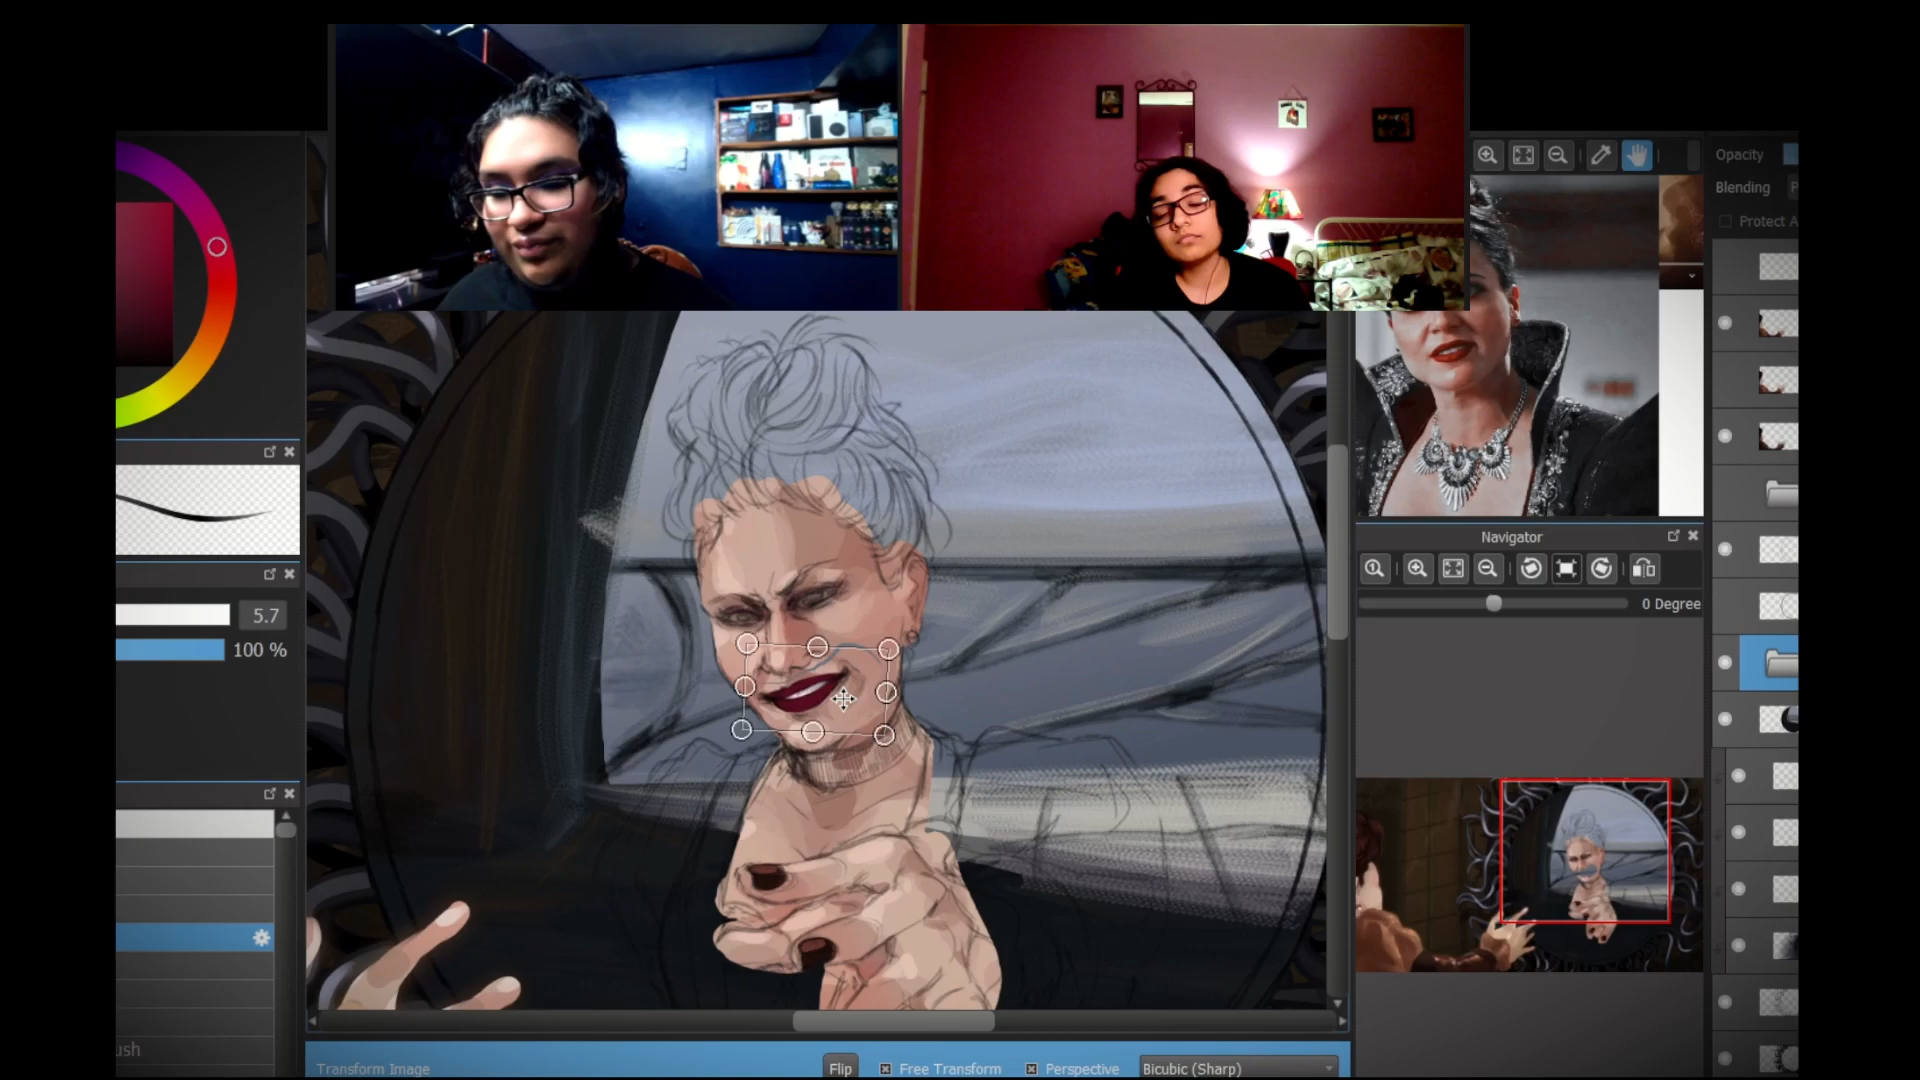 Opacity
Blending
Protect A
Navigator
0 Degree
5.7
100 %
ush
Transform Image
Flip
Free Transform
Perspective
Bicubic (Sharp)